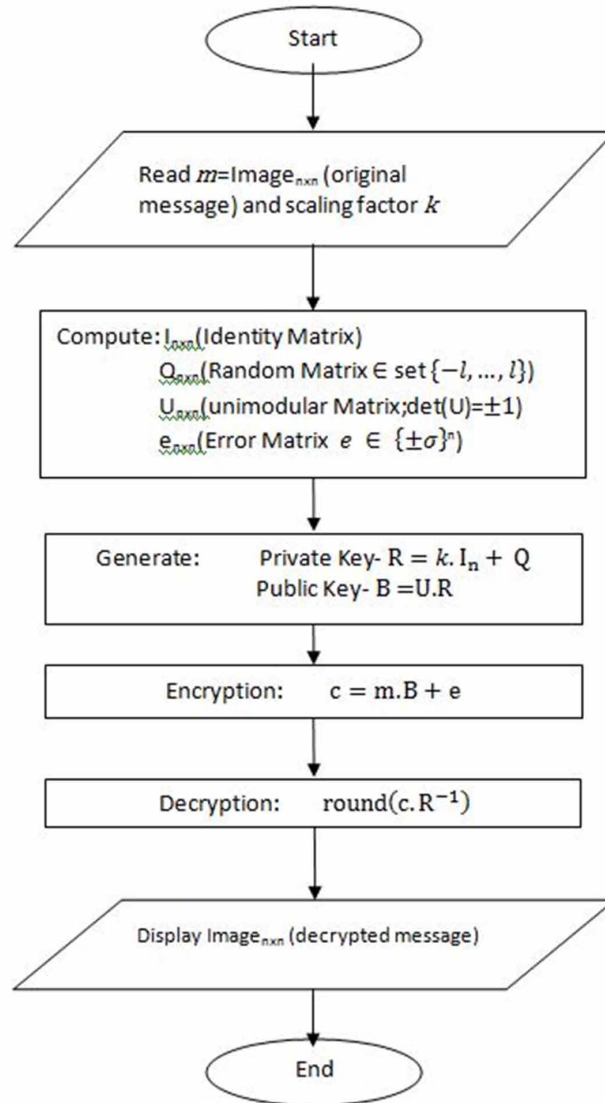 Start
Read m=Imageₙₓₙ (original
message) and scaling factor k
Compute: Iₙₓₙ(Identity Matrix)
Qₙₓₙ(Random Matrix ∈ set {−l, …, l})
Uₙₓₙ(unimodular Matrix;det(U)=±1)
eₙₓₙ(Error Matrix e ∈ {±σ}ⁿ)
Generate: Private Key- R = k. Iₙ + Q
Public Key- B =U.R
Encryption: c = m.B + e
Decryption: round(c. R⁻¹)
Display Imageₙₓₙ (decrypted message)
End